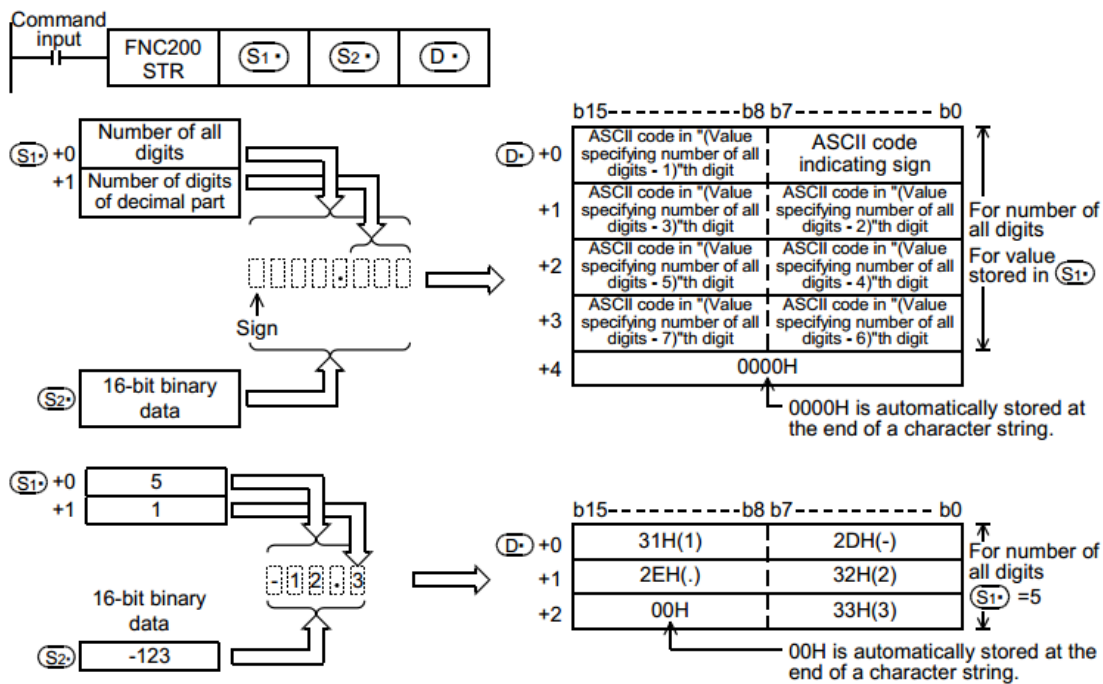 Command
input
FNC200
STR
S1• S2• D•
b15 b8 b7 b0
Number of all
digits
S1• +0
Number of digits
of decimal part
+1
.
Sign
16-bit binary
data
S2•
D• +0
ASCII code in "(Value
specifying number of all
digits - 1)"th digit
ASCII code
indicating sign
+1
ASCII code in "(Value
specifying number of all
digits - 3)"th digit
ASCII code in "(Value
specifying number of all
digits - 2)"th digit
+2
ASCII code in "(Value
specifying number of all
digits - 5)"th digit
ASCII code in "(Value
specifying number of all
digits - 4)"th digit
+3
ASCII code in "(Value
specifying number of all
digits - 7)"th digit
ASCII code in "(Value
specifying number of all
digits - 6)"th digit
+4
0000H
For number of
all digits
For value
stored in S1•
0000H is automatically stored at
the end of a character string.
S1• +0 5
+1 1
- 1 2 . 3
16-bit binary
data
S2• -123
b15 b8 b7 b0
D• +0 31H(1) 2DH(-)
+1 2EH(.) 32H(2)
+2 00H 33H(3)
For number of
all digits
S1• =5
00H is automatically stored at the
end of a character string.